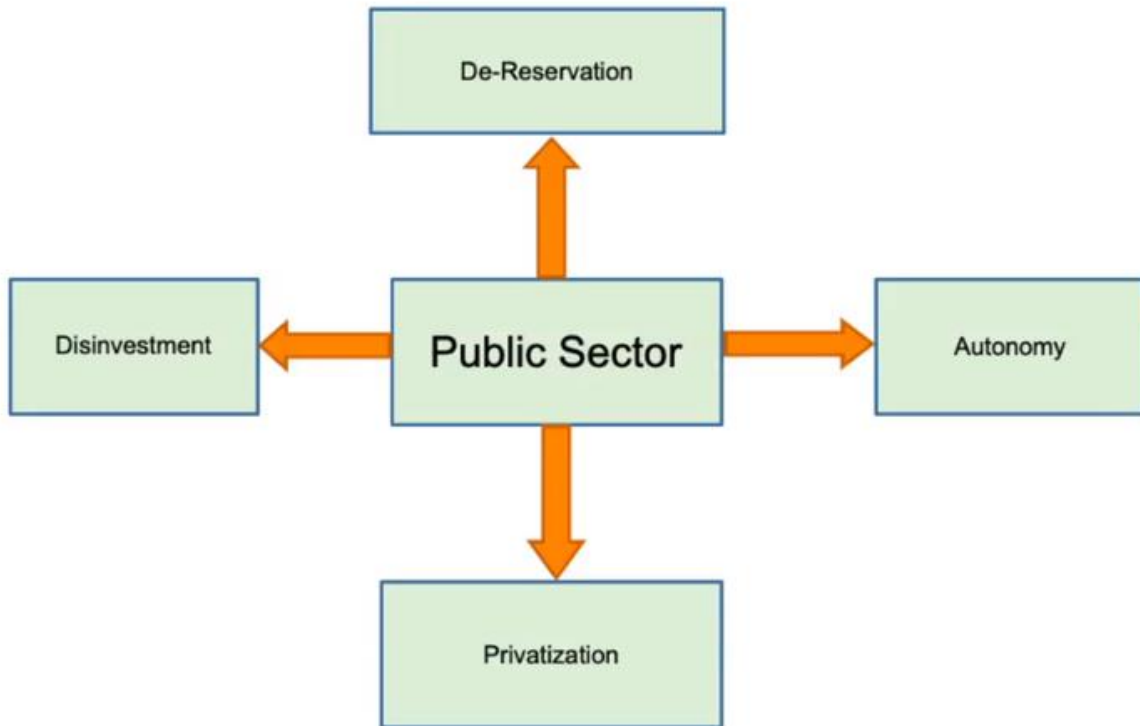 De-Reservation
Disinvestment
Public Sector
Autonomy
Privatization